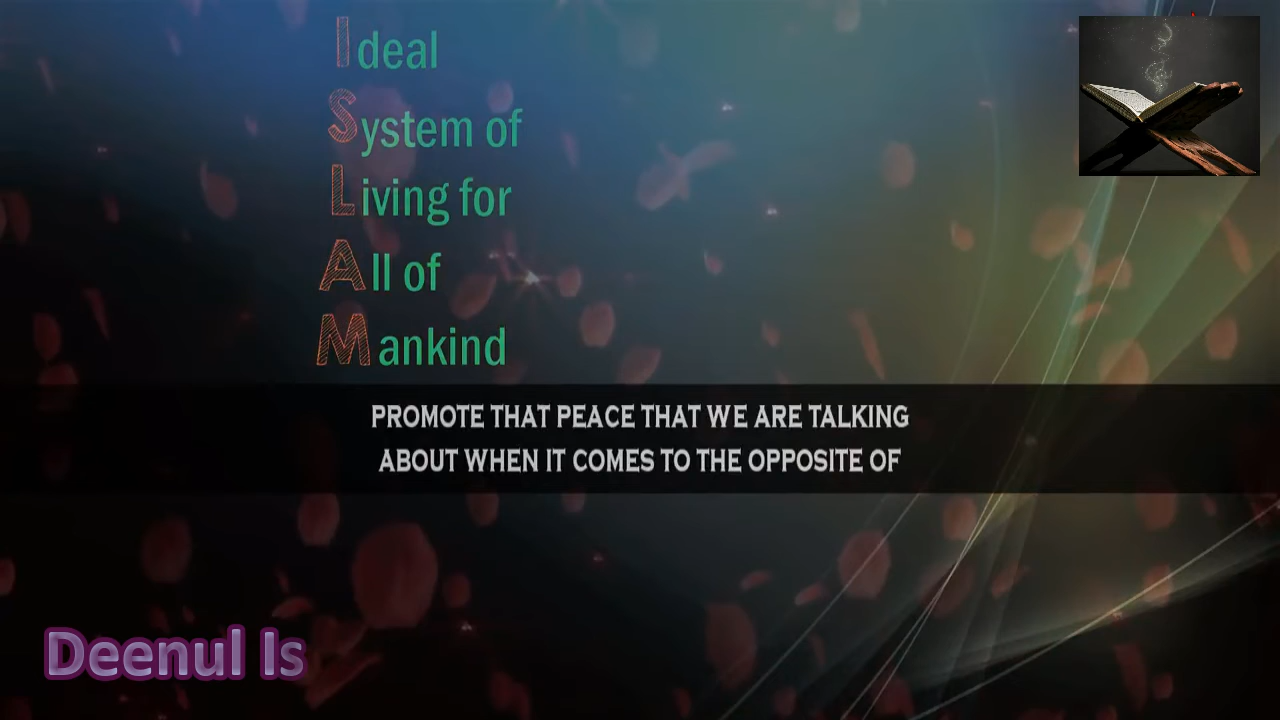 Ideal
System of
Living for
All of
Mankind
PROMOTE THAT PEACE THAT WE ARE TALKING
ABOUT WHEN IT COMES TO THE OPPOSITE OF
Deenul Is